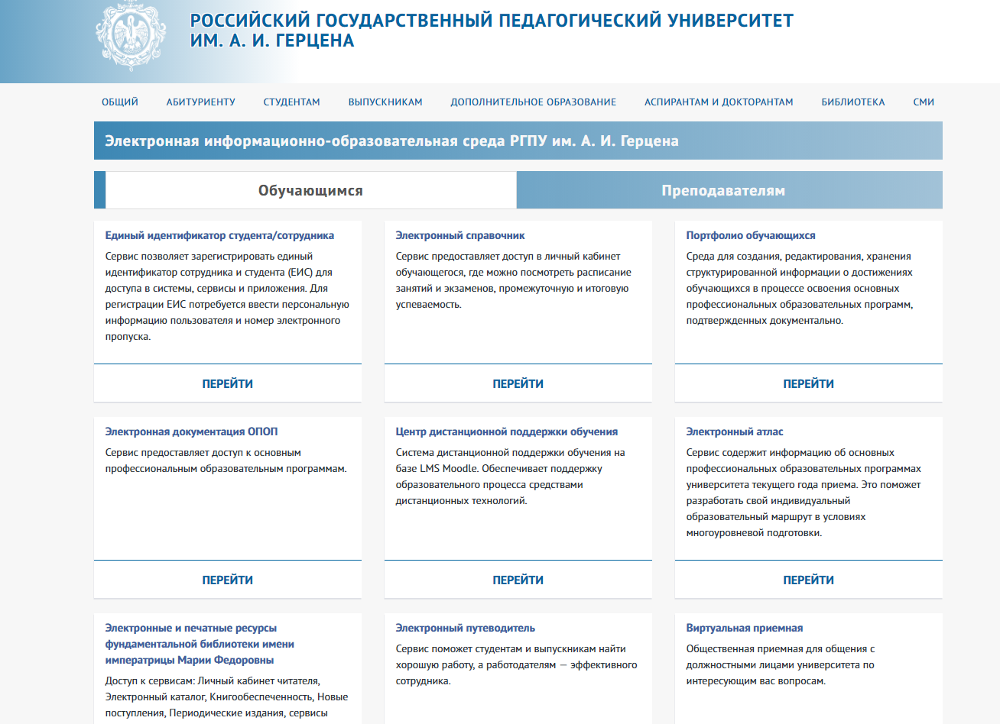 РОССИЙСКИЙ ГОСУДАРСТВЕННЫЙ ПЕДАГОГИЧЕСКИЙ УНИВЕРСИТЕТ
ИМ. А. И. ГЕРЦЕНА
ОБЩИЙ АБИТУРИЕНТУ СТУДЕНТАМ ВЫПУСКНИКАМ ДОПОЛНИТЕЛЬНОЕ ОБРАЗОВАНИЕ АСПИРАНТАМ И ДОКТОРАНТАМ БИБЛИОТЕКА СМИ
Электронная информационно-образовательная среда РГПУ им. А. И. Герцена
Обучающимся Преподавателям
Единый идентификатор студента/сотрудника
Сервис позволяет зарегистрировать единый
идентификатор сотрудника и студента (ЕИС) для
доступа в системы, сервисы и приложения. Для
регистрации ЕИС потребуется ввести персональную
информацию пользователя и номер электронного
пропуска.
ПЕРЕЙТИ
Электронный справочник
Сервис предоставляет доступ в личный кабинет
обучающегося, где можно посмотреть расписание
занятий и экзаменов, промежуточную и итоговую
успеваемость.
ПЕРЕЙТИ
Портфолио обучающихся
Среда для создания, редактирования, хранения
структурированной информации о достижениях
обучающихся в процессе освоения основных
профессиональных образовательных программ,
подтвержденных документально.
ПЕРЕЙТИ
Электронная документация ОПОП
Сервис предоставляет доступ к основным
профессиональным образовательным программам.
ПЕРЕЙТИ
Центр дистанционной поддержки обучения
Система дистанционной поддержки обучения на
базе LMS Moodle. Обеспечивает поддержку
образовательного процесса средствами
дистанционных технологий.
ПЕРЕЙТИ
Электронный атлас
Сервис содержит информацию об основных
профессиональных образовательных программах
университета текущего года приема. Это поможет
разработать свой индивидуальный
образовательный маршрут в условиях
многоуровневой подготовки.
ПЕРЕЙТИ
Электронные и печатные ресурсы
фундаментальной библиотеки имени
императрицы Марии Федоровны
Доступ к сервисам: Личный кабинет читателя,
Электронный каталог, Книгообеспеченность, Новые
поступления, Периодические издания, сервисы
Электронный путеводитель
Сервис поможет студентам и выпускникам найти
хорошую работу, а работодателям — эффективного
сотрудника.
Виртуальная приемная
Общественная приемная для общения с
должностными лицами университета по
интересующим вас вопросам.